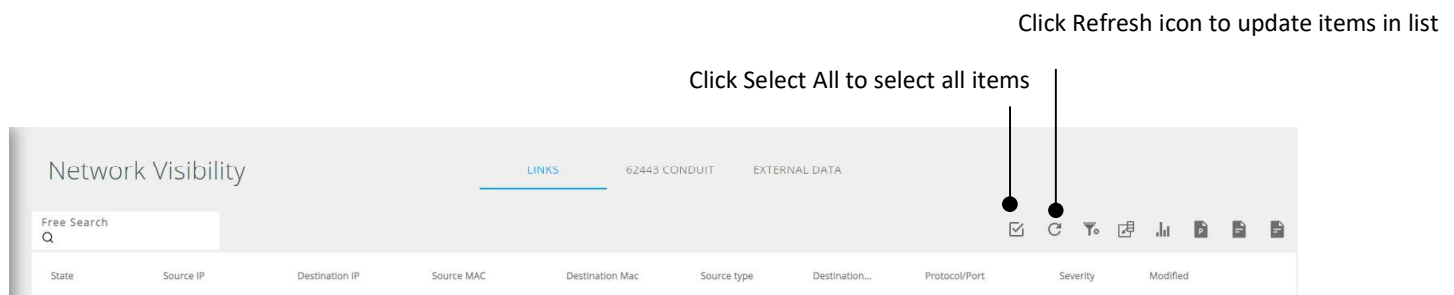 Click Refresh icon to update items in list
Click Select All to select all items
Network Visibility
LINKS
62443 CONDUIT
EXTERNAL DATA
Free Search
P
State
Source IP
Destination IP
Source MAC
Destination Mac
Source type
Destination...
Protocol/Port
Severity
Modified